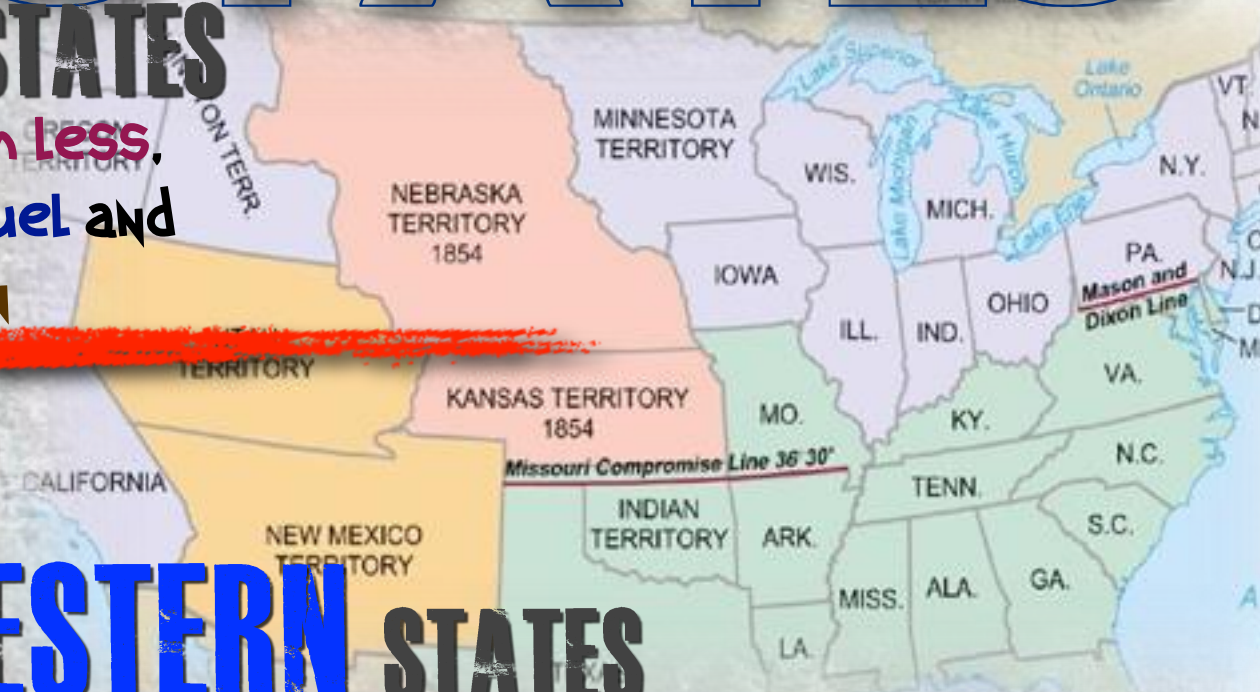 STATES
less,
and
OREGON
TERRITORY
TERR.
MINNESOTA
TERRITORY
Lake Superior
Lake
Ontario
Lake Michigan
Lake Huron
Lake Erie
VT.
N.Y.
WIS.
MICH.
NEBRASKA
TERRITORY
1854
IOWA
PA.
N.J.
Mason and
Dixon Line
OHIO
ILL.
IND.
TERRITORY
KANSAS TERRITORY
1854
MO.
KY.
VA.
Missouri Compromise Line 36°30'
N.C.
TENN.
CALIFORNIA
INDIAN
TERRITORY
ARK.
S.C.
NEW MEXICO
TERRITORY
MISS.
ALA.
GA.
LA.
ESTERN STATES